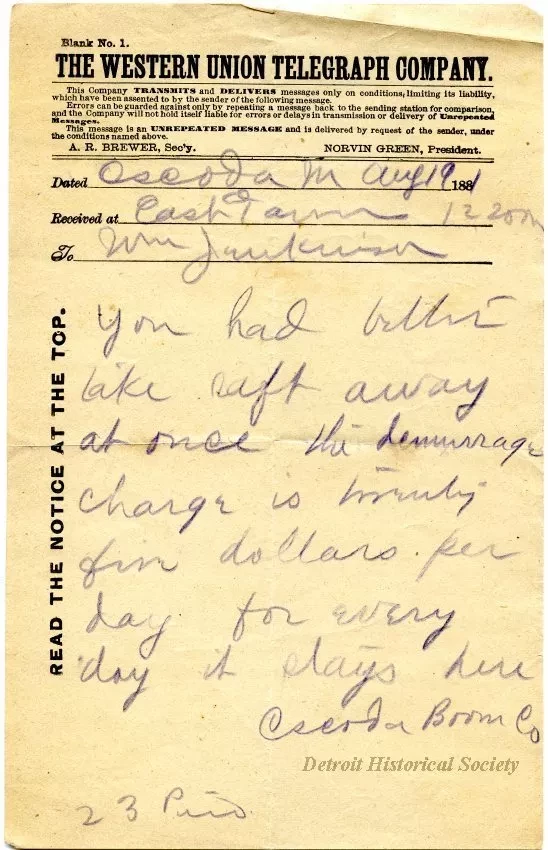 Blank No. 1.
THE WESTERN UNION TELEGRAPH COMPANY.
This Company TRANSMITS and DELIVERS messages only on conditions, limiting its liability,
which have been assented to by the sender of the following message.
Errors can be guarded against only by repeating a message back to the sending station for comparison,
and the Company will not hold itself liable for errors or delays in transmission or delivery of Unrepeated
Messages.
This message is an UNREPEATED MESSAGE and is delivered by request of the sender, under
the conditions named above.
A. R. BREWER, Sec'y. NORVIN GREEN, President.
Dated Oscoda M Aug 19 1881
Received at East Tawas 12 20
To Wm Jenkinson
READ THE NOTICE AT THE TOP.
You had better
take raft away
at once the demurrage
charge is twenty
five dollars per
day for every
day it stays here
Oscoda Boom Co
Detroit Historical Society
23